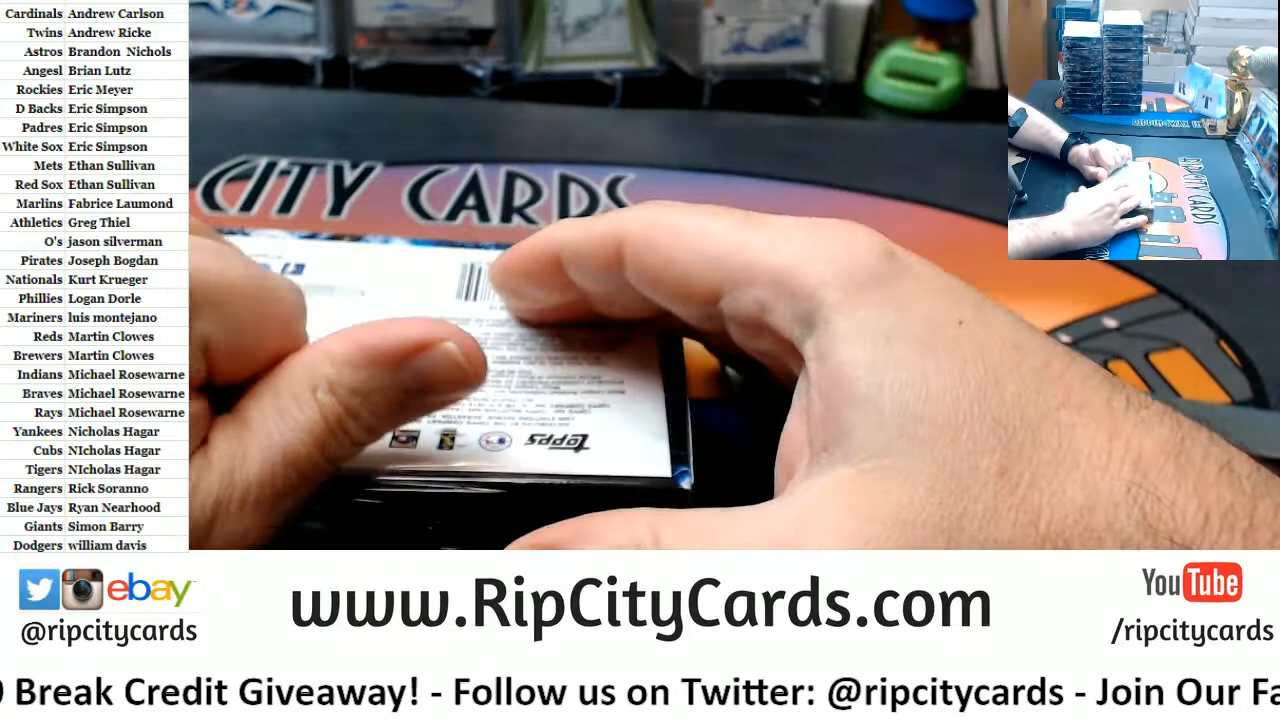 Cardinals Andrew Carlson
Twins Andrew Ricke
Astros Brandon Nichols
Angesl Brian Lutz
Rockies Eric Meyer
D Backs Eric Simpson
Padres Eric Simpson
White Sox Eric Simpson
Mets Ethan Sullivan
Red Sox Ethan Sullivan
Marlins Fabrice Laumond
Athletics Greg Thiel
O's jason silverman
Pirates Joseph Bogdan
Nationals Kurt Krueger
Phillies Logan Dorle
Mariners luis montejano
Reds Martin Clowes
Brewers Martin Clowes
Indians Michael Rosewarne
Braves Michael Rosewarne
Rays Michael Rosewarne
Yankees Nicholas Hagar
Cubs NIcholas Hagar
Tigers NIcholas Hagar
Rangers Rick Soranno
Blue Jays Ryan Nearhood
Giants Simon Barry
Dodgers william davis
CITY CARDS
topps
RIP CITY CARDS
ebay
@ripcitycards
www.RipCityCards.com
YouTube
/ripcitycards
0 Break Credit Giveaway! - Follow us on Twitter: @ripcitycards - Join Our Fa